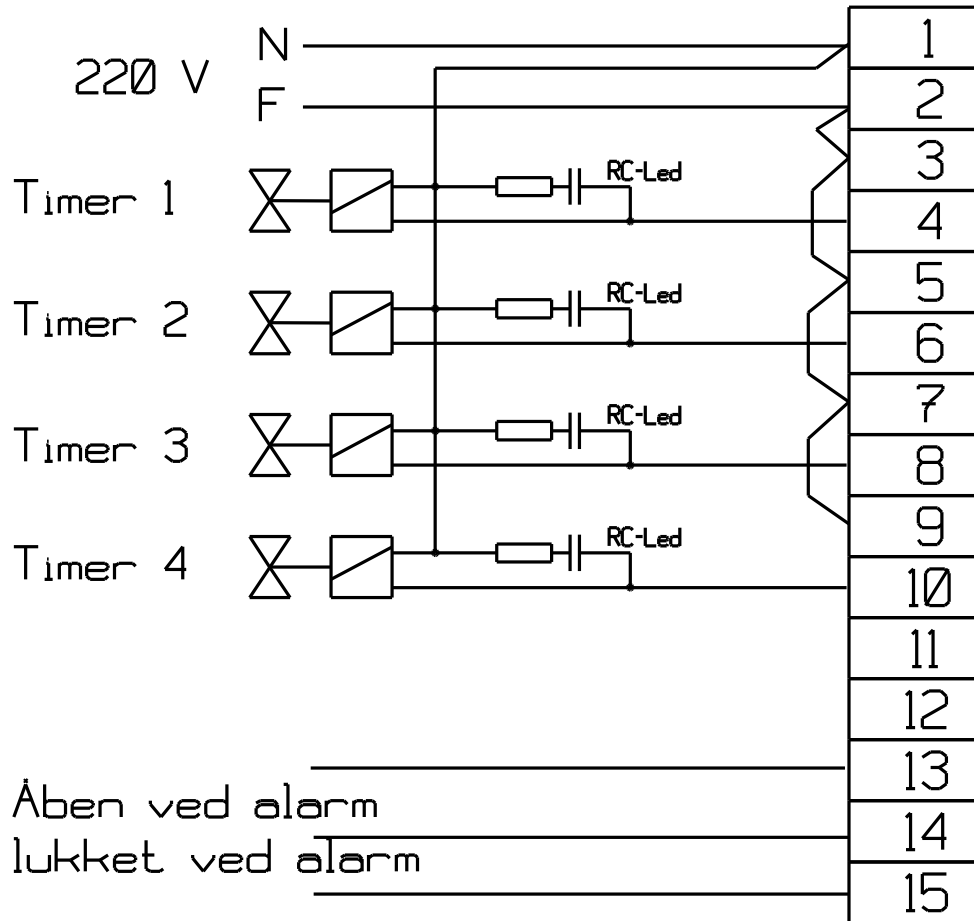 N
220 V
F
Timer 1
RC-Led
Timer 2
RC-Led
Timer 3
RC-Led
Timer 4
RC-Led
Åben ved alarm
lukket ved alarm
1
2
3
4
5
6
7
8
9
10
11
12
13
14
15